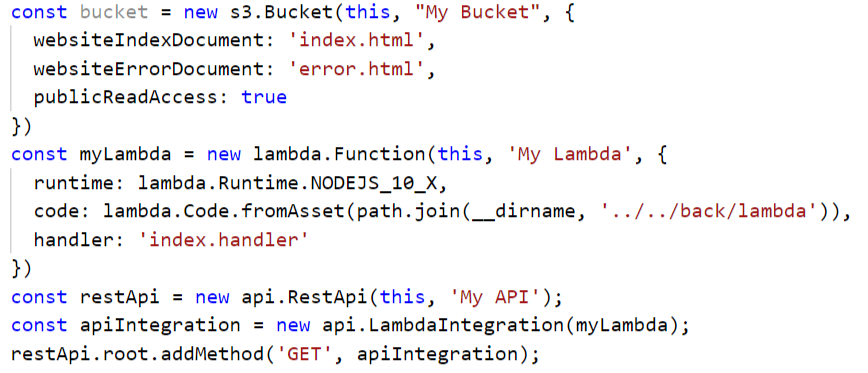 const bucket = new s3.Bucket(this, "My Bucket", {
  websiteIndexDocument: 'index.html',
  websiteErrorDocument: 'error.html',
  publicReadAccess: true
})
const myLambda = new lambda.Function(this, 'My Lambda', {
  runtime: lambda.Runtime.NODEJS_10_X,
  code: lambda.Code.fromAsset(path.join(__dirname, '../../back/lambda')),
  handler: 'index.handler'
})
const restApi = new api.RestApi(this, 'My API');
const apiIntegration = new api.LambdaIntegration(myLambda);
restApi.root.addMethod('GET', apiIntegration);